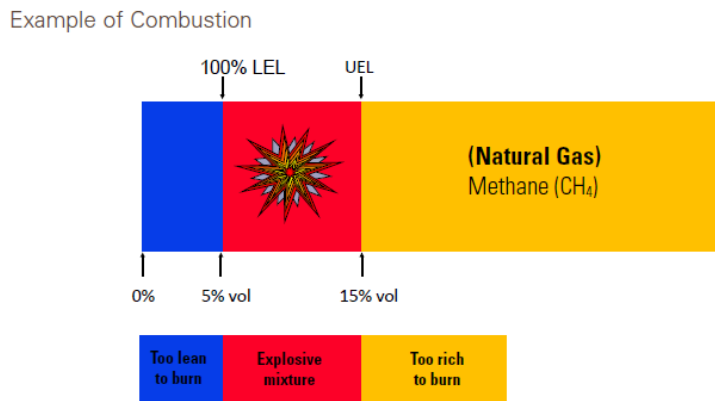 Example of Combustion
100% LEL
UEL
(Natural Gas)
Methane (CH₄)
0%
5% vol
15% vol
Too lean
to burn
Explosive
mixture
Too rich
to burn